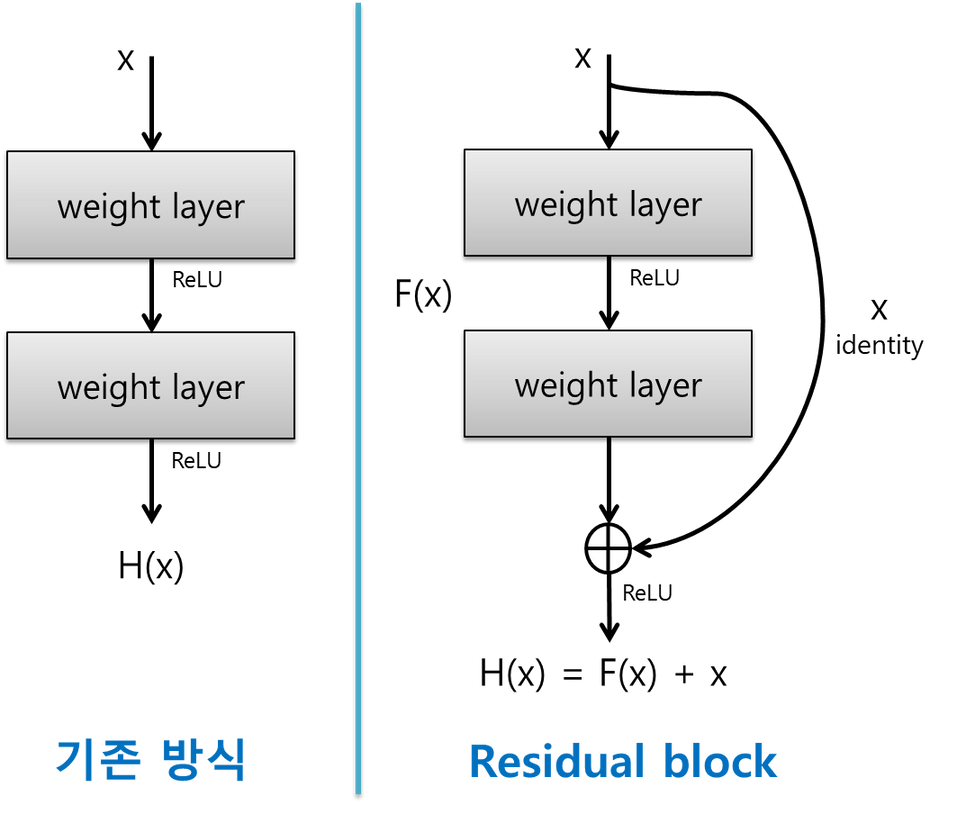 x
weight layer
ReLU
weight layer
ReLU
H(x)
기존 방식
x
weight layer
ReLU
F(x)
weight layer
x
identity
ReLU
H(x) = F(x) + x
Residual block